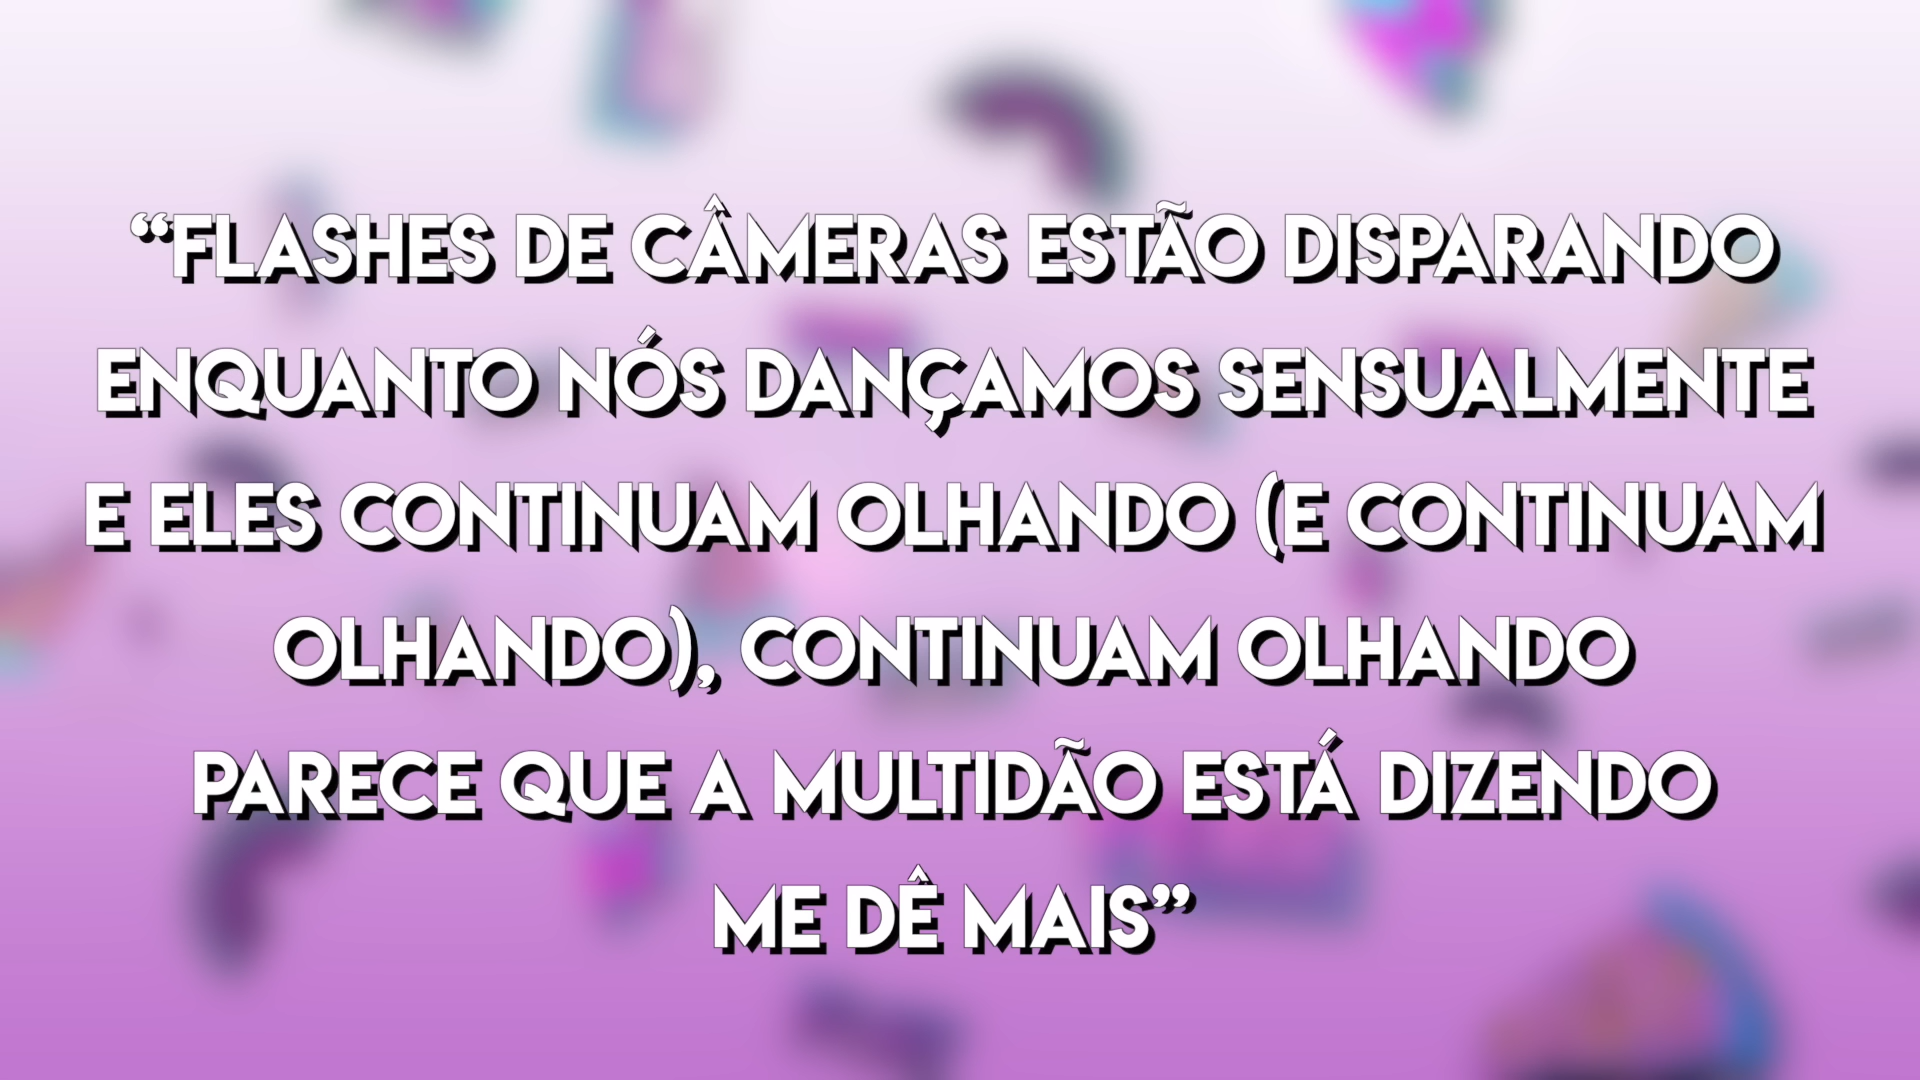 “FLASHES DE CÂMERAS ESTÃO DISPARANDO
ENQUANTO NÓS DANÇAMOS SENSUALMENTE
E ELES CONTINUAM OLHANDO (E CONTINUAM
OLHANDO), CONTINUAM OLHANDO
PARECE QUE A MULTIDÃO ESTÁ DIZENDO
ME DÊ MAIS”